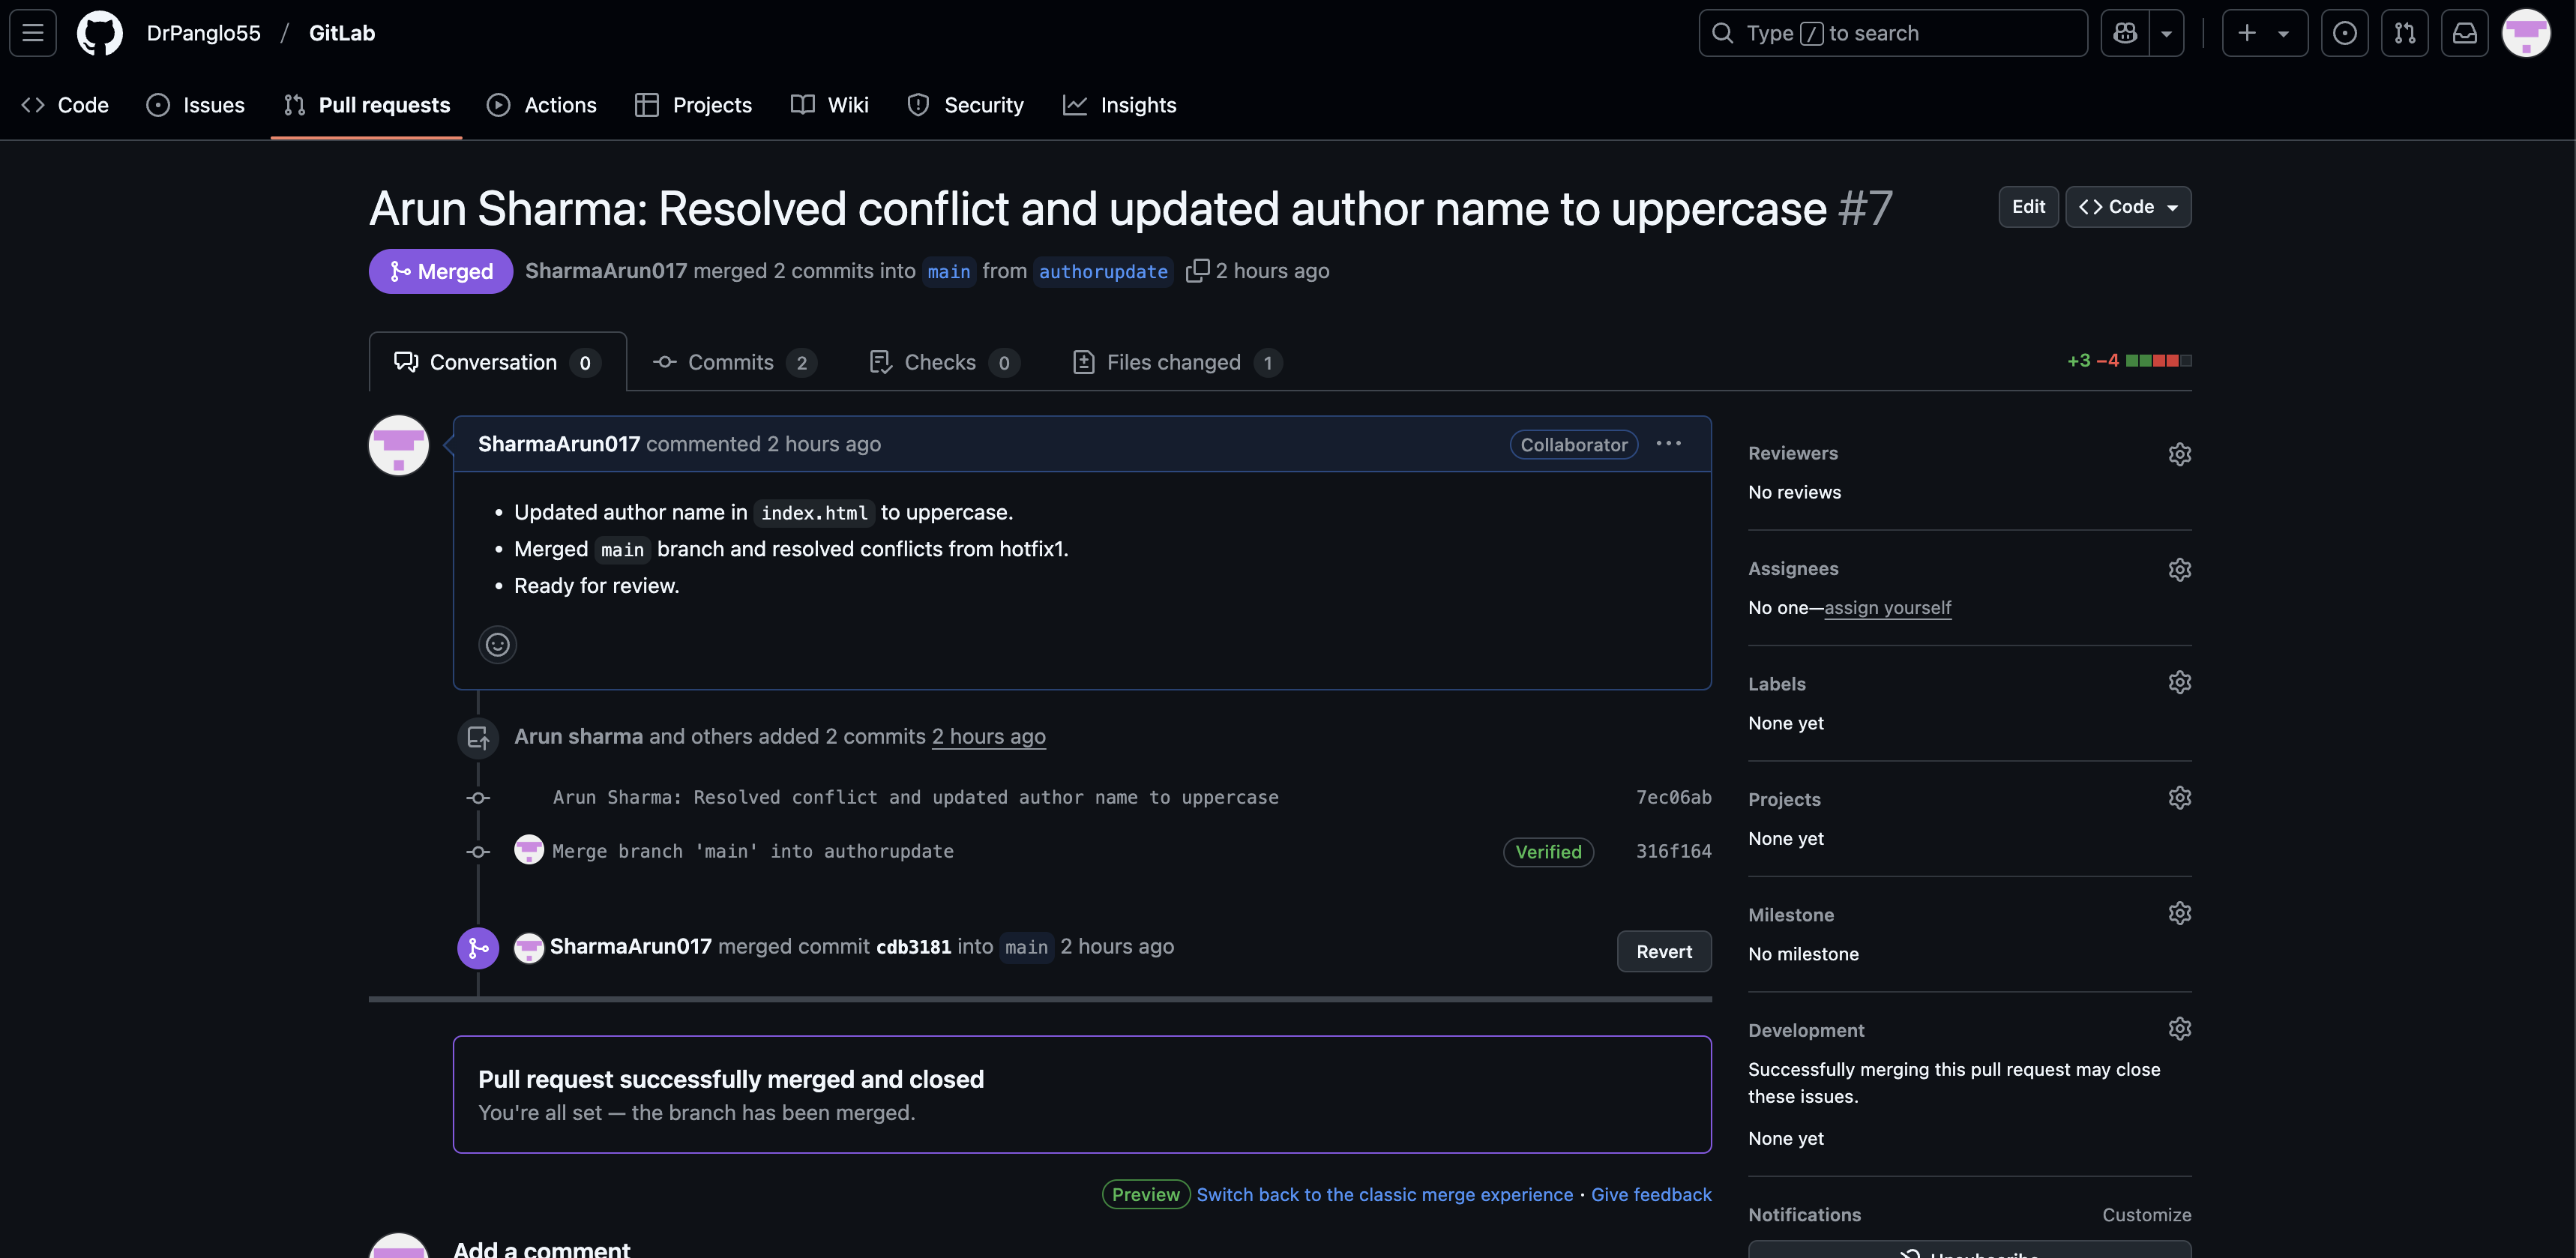 DrPanglo55 / GitLab
Type / to search
Code
Issues
Pull requests
Actions
Projects
Wiki
Security
Insights
Arun Sharma: Resolved conflict and updated author name to uppercase #7
Edit
Code
Merged
SharmaArun017 merged 2 commits into main from authorupdate 2 hours ago
Conversation 0
Commits 2
Checks 0
Files changed 1
+3 −4
SharmaArun017 commented 2 hours ago
Collaborator
• Updated author name in index.html to uppercase.
• Merged main branch and resolved conflicts from hotfix1.
• Ready for review.
Arun sharma and others added 2 commits 2 hours ago
Arun Sharma: Resolved conflict and updated author name to uppercase 7ec06ab
Merge branch 'main' into authorupdate Verified 316f164
SharmaArun017 merged commit cdb3181 into main 2 hours ago
Revert
Pull request successfully merged and closed
You're all set — the branch has been merged.
Preview Switch back to the classic merge experience · Give feedback
Add a comment
Reviewers
No reviews
Assignees
No one—assign yourself
Labels
None yet
Projects
None yet
Milestone
No milestone
Development
Successfully merging this pull request may close
these issues.
None yet
Notifications
Customize
Unsubscribe